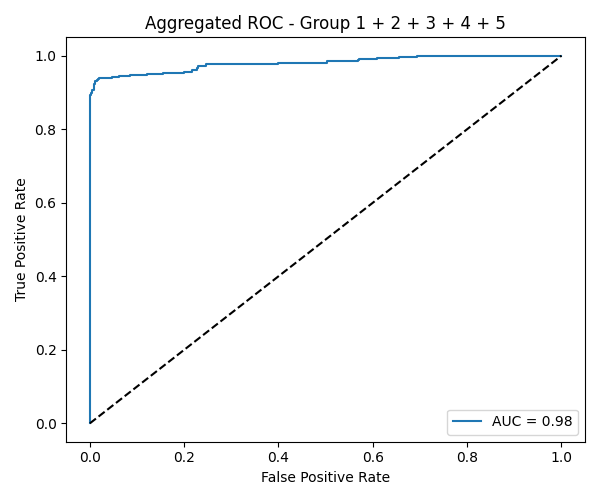 Aggregated ROC - Group 1 + 2 + 3 + 4 + 5
True Positive Rate
1.0
0.8
0.6
0.4
0.2
0.0
AUC = 0.98
0.0 0.2 0.4 0.6 0.8 1.0
False Positive Rate